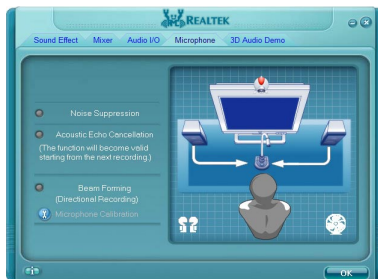 REALTEK
Sound Effect Mixer Audio I/O Microphone 3D Audio Demo
Noise Suppression
Acoustic Echo Cancellation
(The function will become valid
starting from the next recording.)
Beam Forming
(Directional Recording)
Microphone Calibration
OK